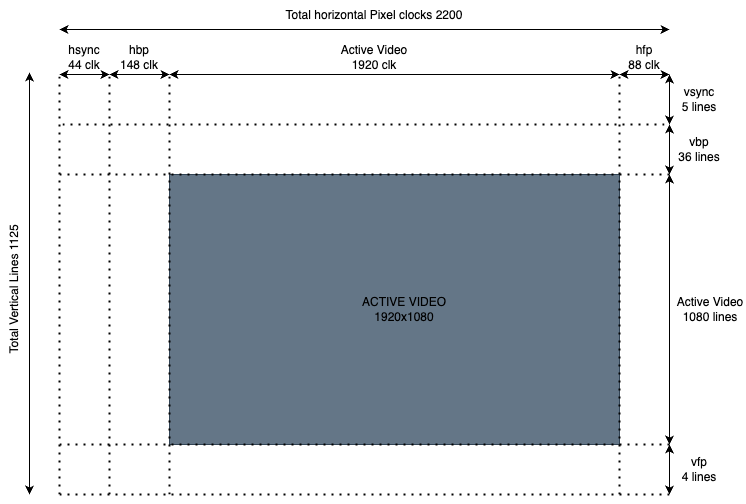 Total horizontal Pixel clocks 2200
hsync
44 clk
hbp
148 clk
Active Video
1920 clk
hfp
88 clk
vsync
5 lines
vbp
36 lines
Total Vertical Lines 1125
ACTIVE VIDEO
1920x1080
Active Video
1080 lines
vfp
4 lines